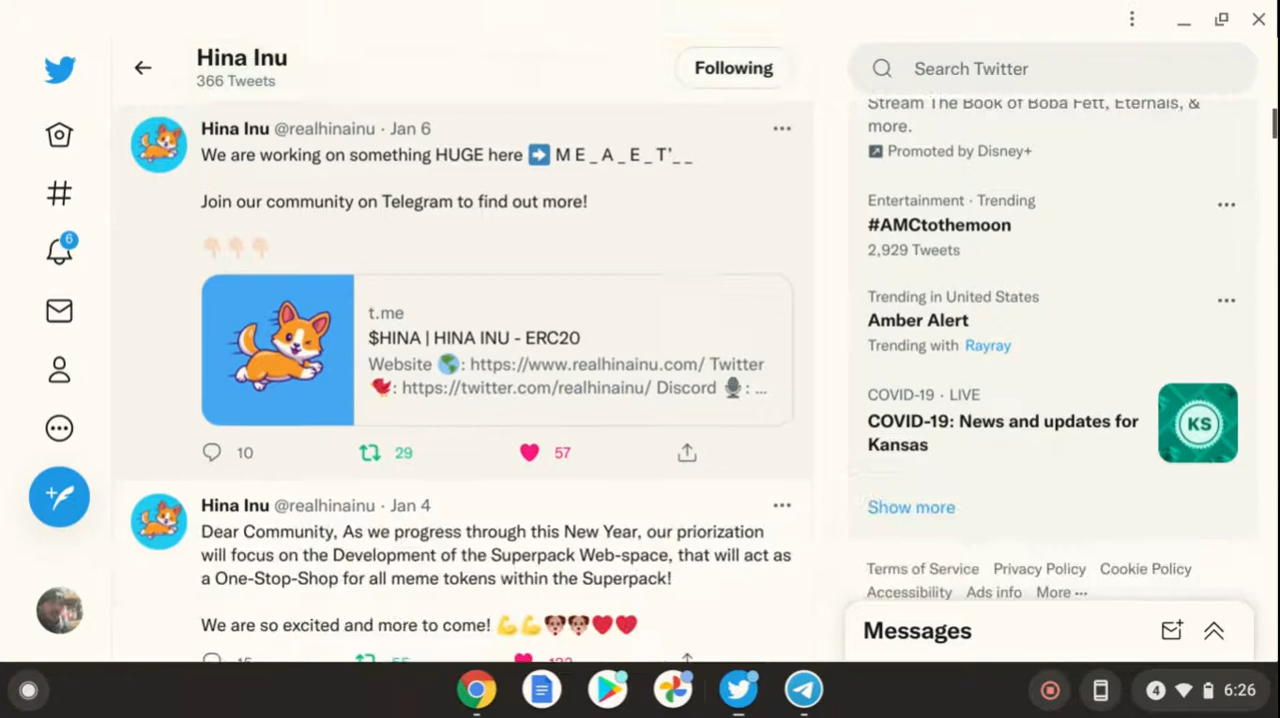 Hina Inu
366 Tweets
Following
Search Twitter
Hina Inu @realhinainu · Jan 6
We are working on something HUGE here ➡️ M E _ A _ E _ T’_ _
Join our community on Telegram to find out more!
👇🏻👇🏻👇🏻
t.me
$HINA | HINA INU - ERC20
Website 🌎: https://www.realhinainu.com/ Twitter
🐦: https://twitter.com/realhinainu/ Discord 🎙: ...
10 29 57
Hina Inu @realhinainu · Jan 4
Dear Community, As we progress through this New Year, our priorization
will focus on the Development of the Superpack Web-space, that will act as
a One-Stop-Shop for all meme tokens within the Superpack!
We are so excited and more to come! 💪💪🐶🐶❤️❤️
Stream The Book of Boba Fett, Eternals, &
more.
Promoted by Disney+
Entertainment · Trending
#AMCtothemoon
2,929 Tweets
Trending in United States
Amber Alert
Trending with Rayray
COVID-19 · LIVE
COVID-19: News and updates for
Kansas
KS
Show more
Terms of Service Privacy Policy Cookie Policy
Accessibility Ads info More ···
Messages
6
4 6:26